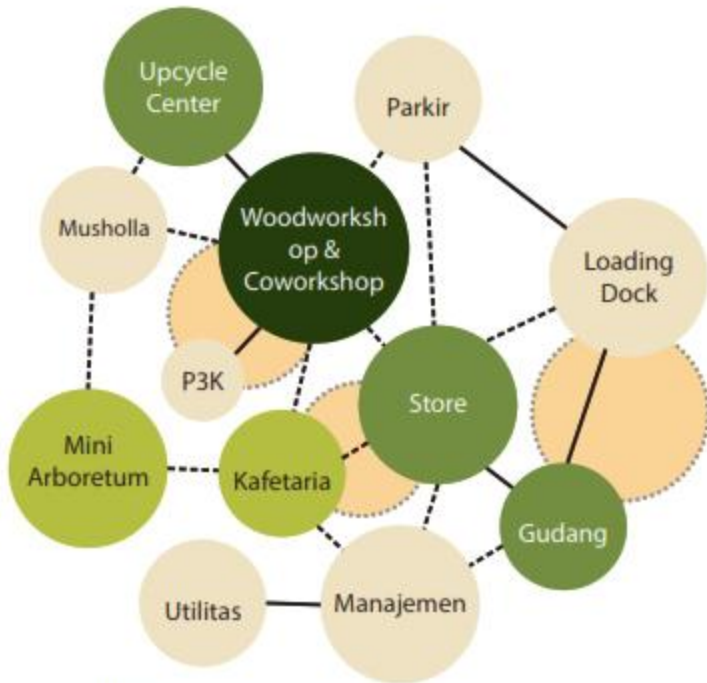 Upcycle
Center
Parkir
Musholla
Woodworksh
op &
Coworkshop
Loading
Dock
P3K
Store
Mini
Arboretum
Kafetaria
Gudang
Utilitas
Manajemen